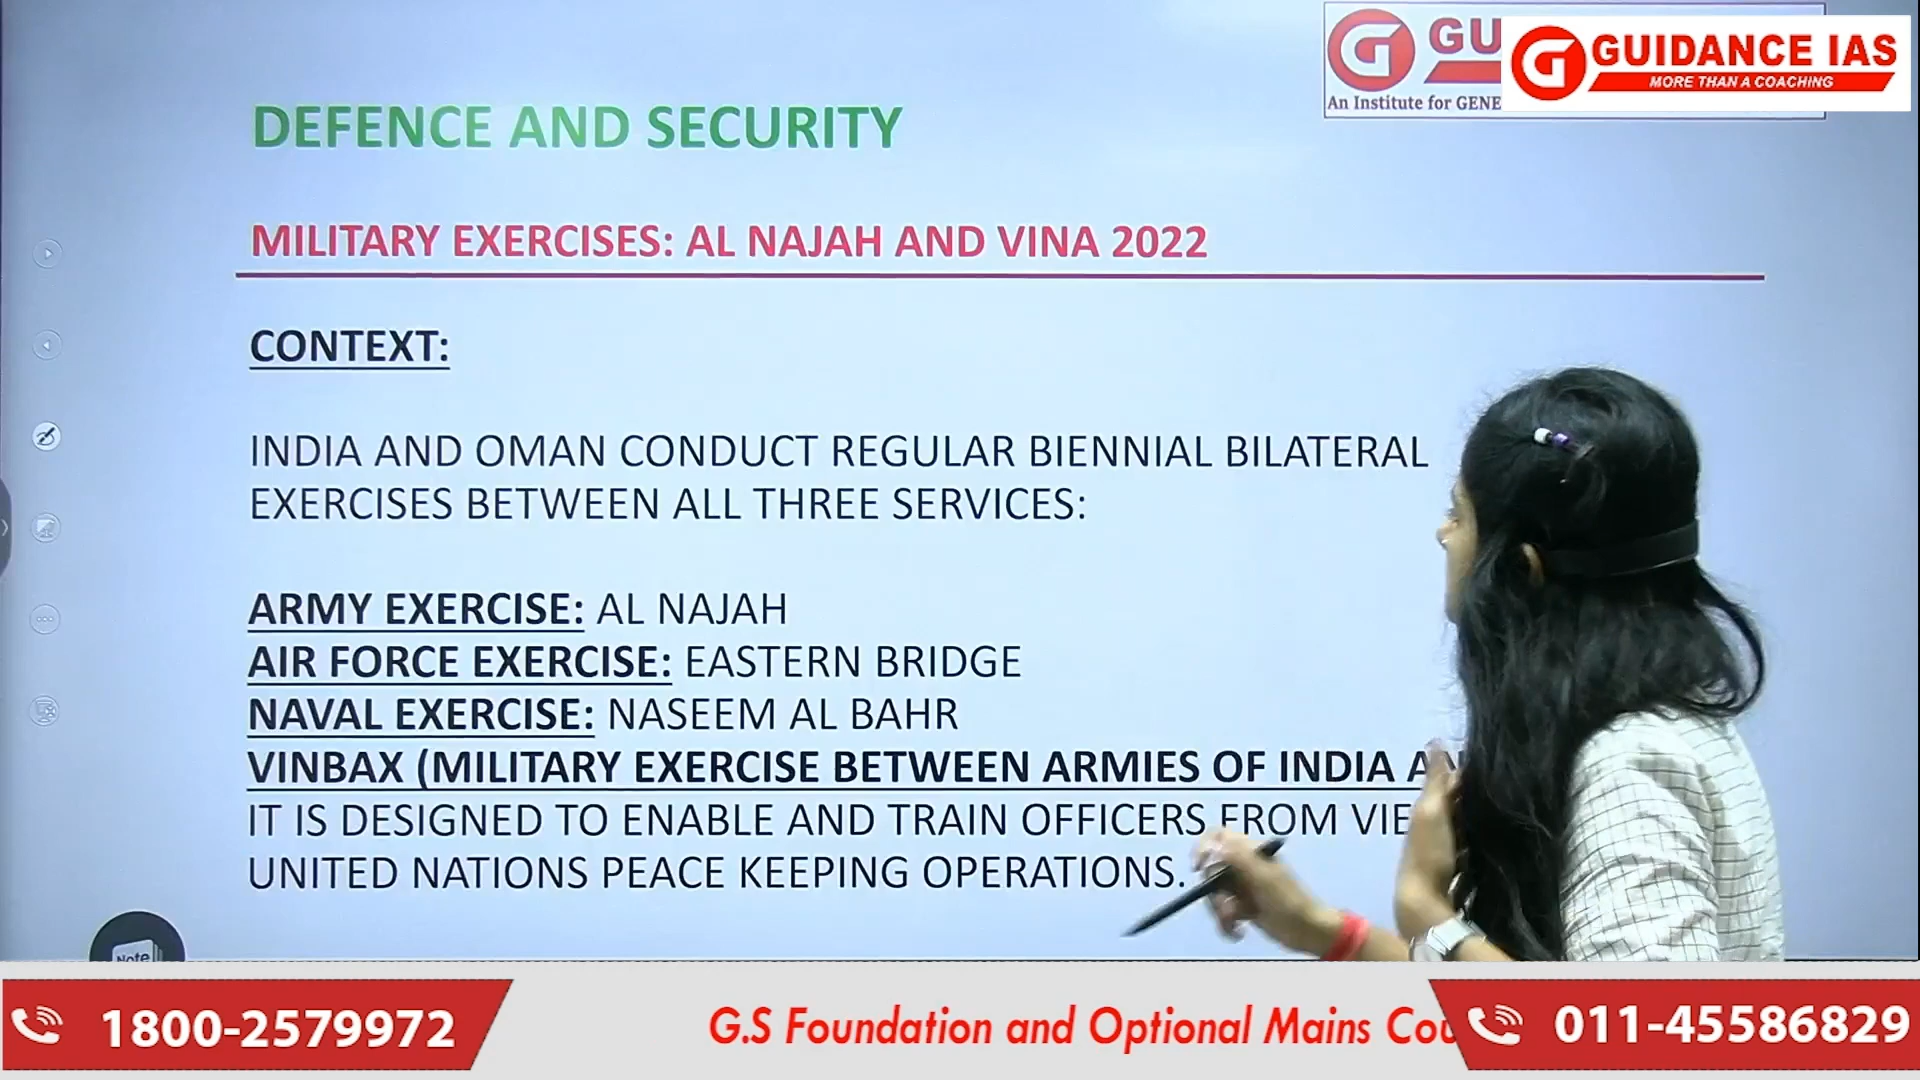 GU
An Institute for GENE
GUIDANCE IAS
MORE THAN A COACHING
DEFENCE AND SECURITY
MILITARY EXERCISES: AL NAJAH AND VINA 2022
CONTEXT:
INDIA AND OMAN CONDUCT REGULAR BIENNIAL BILATERAL
EXERCISES BETWEEN ALL THREE SERVICES:
ARMY EXERCISE: AL NAJAH
AIR FORCE EXERCISE: EASTERN BRIDGE
NAVAL EXERCISE: NASEEM AL BAHR
VINBAX (MILITARY EXERCISE BETWEEN ARMIES OF INDIA AN
IT IS DESIGNED TO ENABLE AND TRAIN OFFICERS FROM VIE
UNITED NATIONS PEACE KEEPING OPERATIONS.
Note
1800-2579972
G.S Foundation and Optional Mains Cou
011-45586829